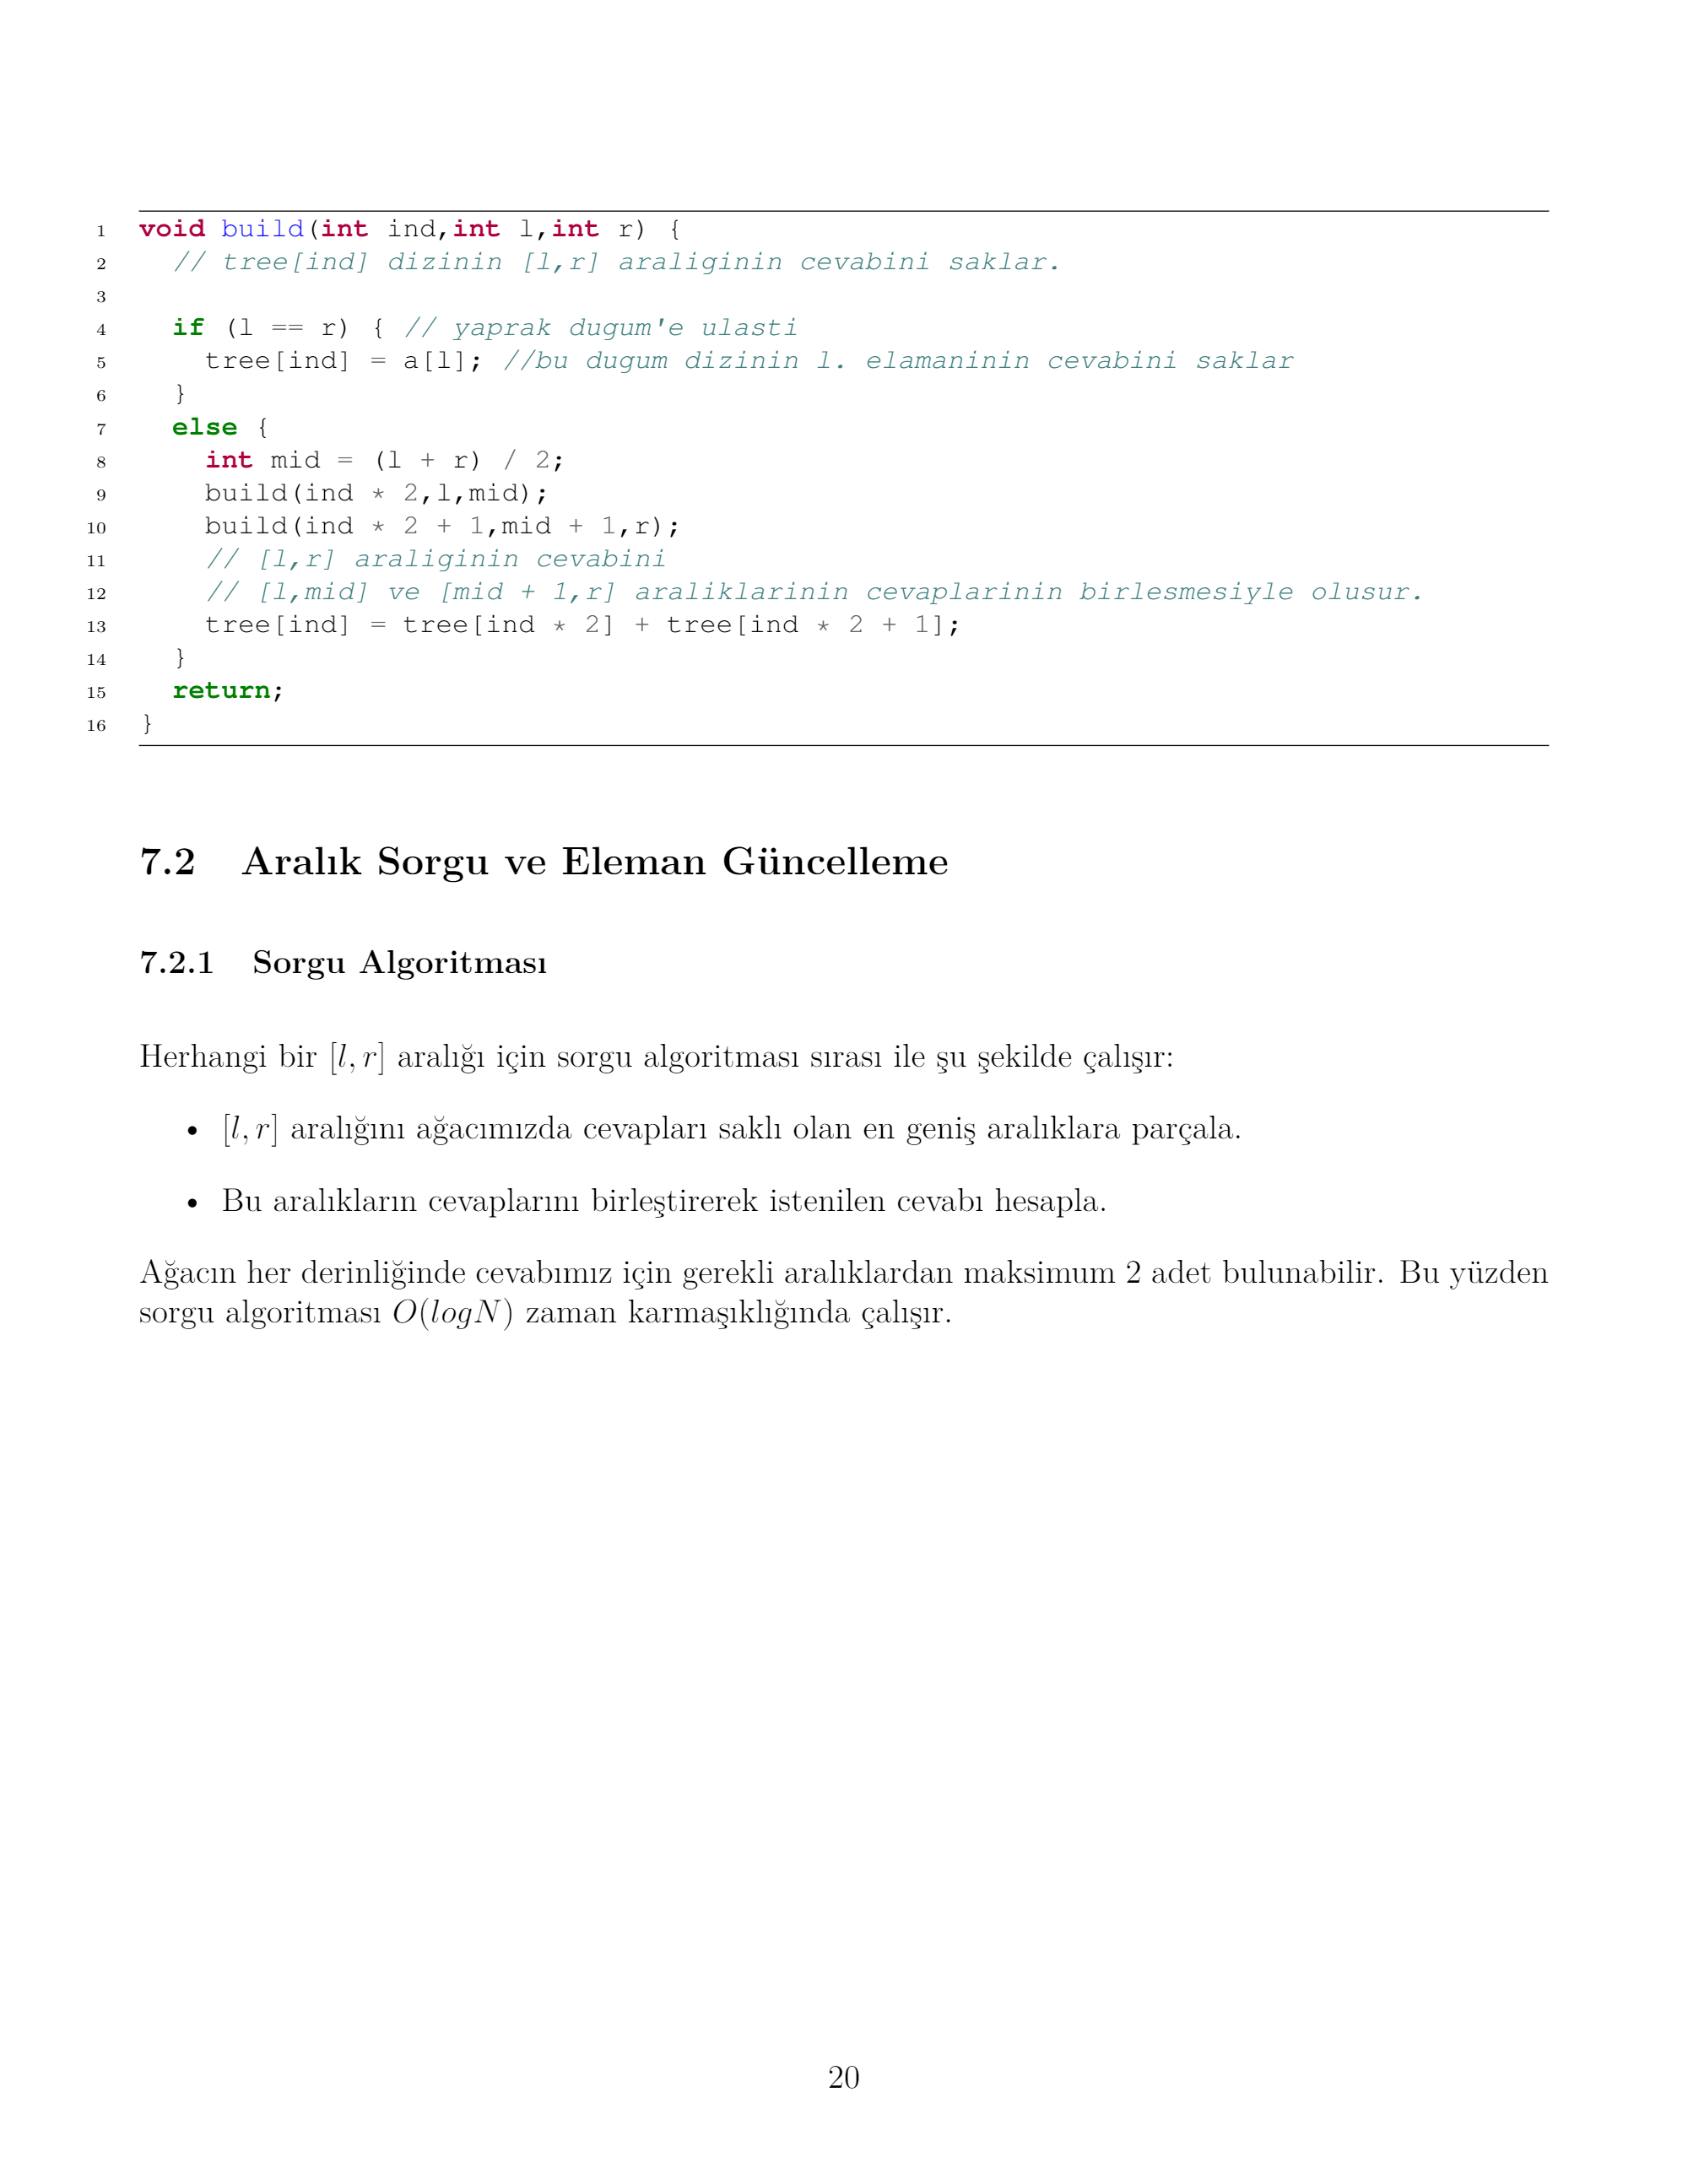 1 void build(int ind,int l,int r) {
2 // tree[ind] dizinin [l,r] araliginin cevabini saklar.
3
4 if (l == r) { // yaprak dugum'e ulasti
5 tree[ind] = a[l]; //bu dugum dizinin l. elamaninin cevabini saklar
6 }
7 else {
8 int mid = (l + r) / 2;
9 build(ind * 2,l,mid);
10 build(ind * 2 + 1,mid + 1,r);
11 // [l,r] araliginin cevabini
12 // [l,mid] ve [mid + 1,r] araliklarinin cevaplarinin birlesmesiyle olusur.
13 tree[ind] = tree[ind * 2] + tree[ind * 2 + 1];
14 }
15 return;
16 }
7.2 Aralık Sorgu ve Eleman Güncelleme
7.2.1 Sorgu Algoritması
Herhangi bir [l, r] aralığı için sorgu algoritması sırası ile şu şekilde çalışır:
• [l, r] aralığını ağacımızda cevapları saklı olan en geniş aralıklara parçala.
• Bu aralıkların cevaplarını birleştirerek istenilen cevabı hesapla.
Ağacın her derinliğinde cevabımız için gerekli aralıklardan maksimum 2 adet bulunabilir. Bu yüzden
sorgu algoritması O(logN) zaman karmaşıklığında çalışır.
20